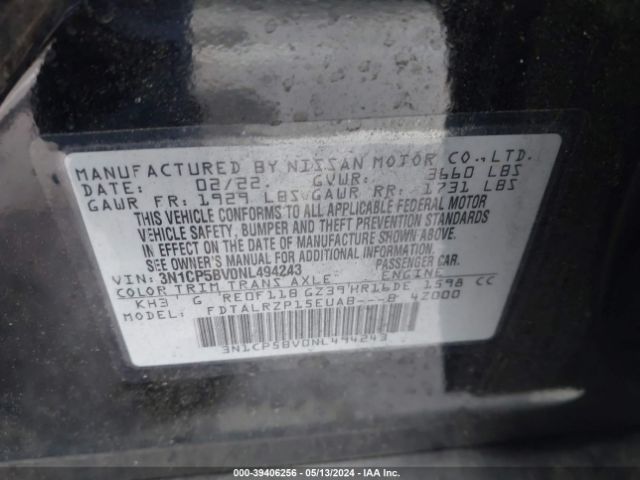 MANUFACTURED BY NISSAN MOTOR CO.,LTD.
02/22. GVWR: 3660 LBS
GAWR FR: 1929 LBS GAWR RR: 1731 LBS
THIS VEHICLE CONFORMS TO ALL APPLICABLE FEDERAL MOTOR
VEHICLE SAFETY, BUMPER AND THEFT PREVENTION STANDARDS
IN EFFECT ON THE DATE OF MANUFACTURE SHOWN ABOVE.
SEE OWNER'S MANUAL FOR ADDITIONAL INFORMATION.
VIN: 3N1CP5BV0NL494243 PASSENGER CAR.
COLOR TRIM TRANS AXLE ENGINE
KH3 G RE0F11B GZ39 HR16DE 1598 CC
MODEL: FDTALRZP15EUAB---B 4Z000
3N1CP5BV0NL494243
000-39406256 - 05/13/2024 - IAA Inc.